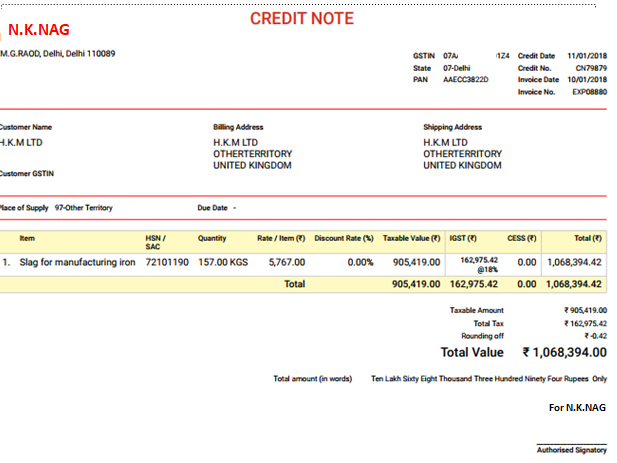 CREDIT NOTE
N.K.NAG
M.G.RAOD, Delhi, Delhi 110089
GSTIN 07A 1Z4 Credit Date 11/01/2018
State 07-Delhi Credit No. CN79879
PAN AAECC3822D Invoice Date 10/01/2018
Invoice No. EXP08880
Customer Name Billing Address Shipping Address
H.K.M LTD H.K.M LTD H.K.M LTD
OTHERTERRITORY OTHERTERRITORY
UNITED KINGDOM UNITED KINGDOM
Customer GSTIN
Place of Supply 97-Other Territory Due Date -
Item HSN / SAC Quantity Rate / Item (₹) Discount Rate (%) Taxable Value (₹) IGST (₹) CESS (₹) Total (₹)
1. Slag for manufacturing iron 72101190 157.00 KGS 5,767.00 0.00% 905,419.00 162,975.42 @18% 0.00 1,068,394.42
Total 905,419.00 162,975.42 0.00 1,068,394.42
Taxable Amount ₹ 905,419.00
Total Tax ₹ 162,975.42
Rounding off ₹ -0.42
Total Value ₹ 1,068,394.00
Total amount (in words) Ten Lakh Sixty Eight Thousand Three Hundred Ninety Four Rupees Only
For N.K.NAG
Authorised Signatory